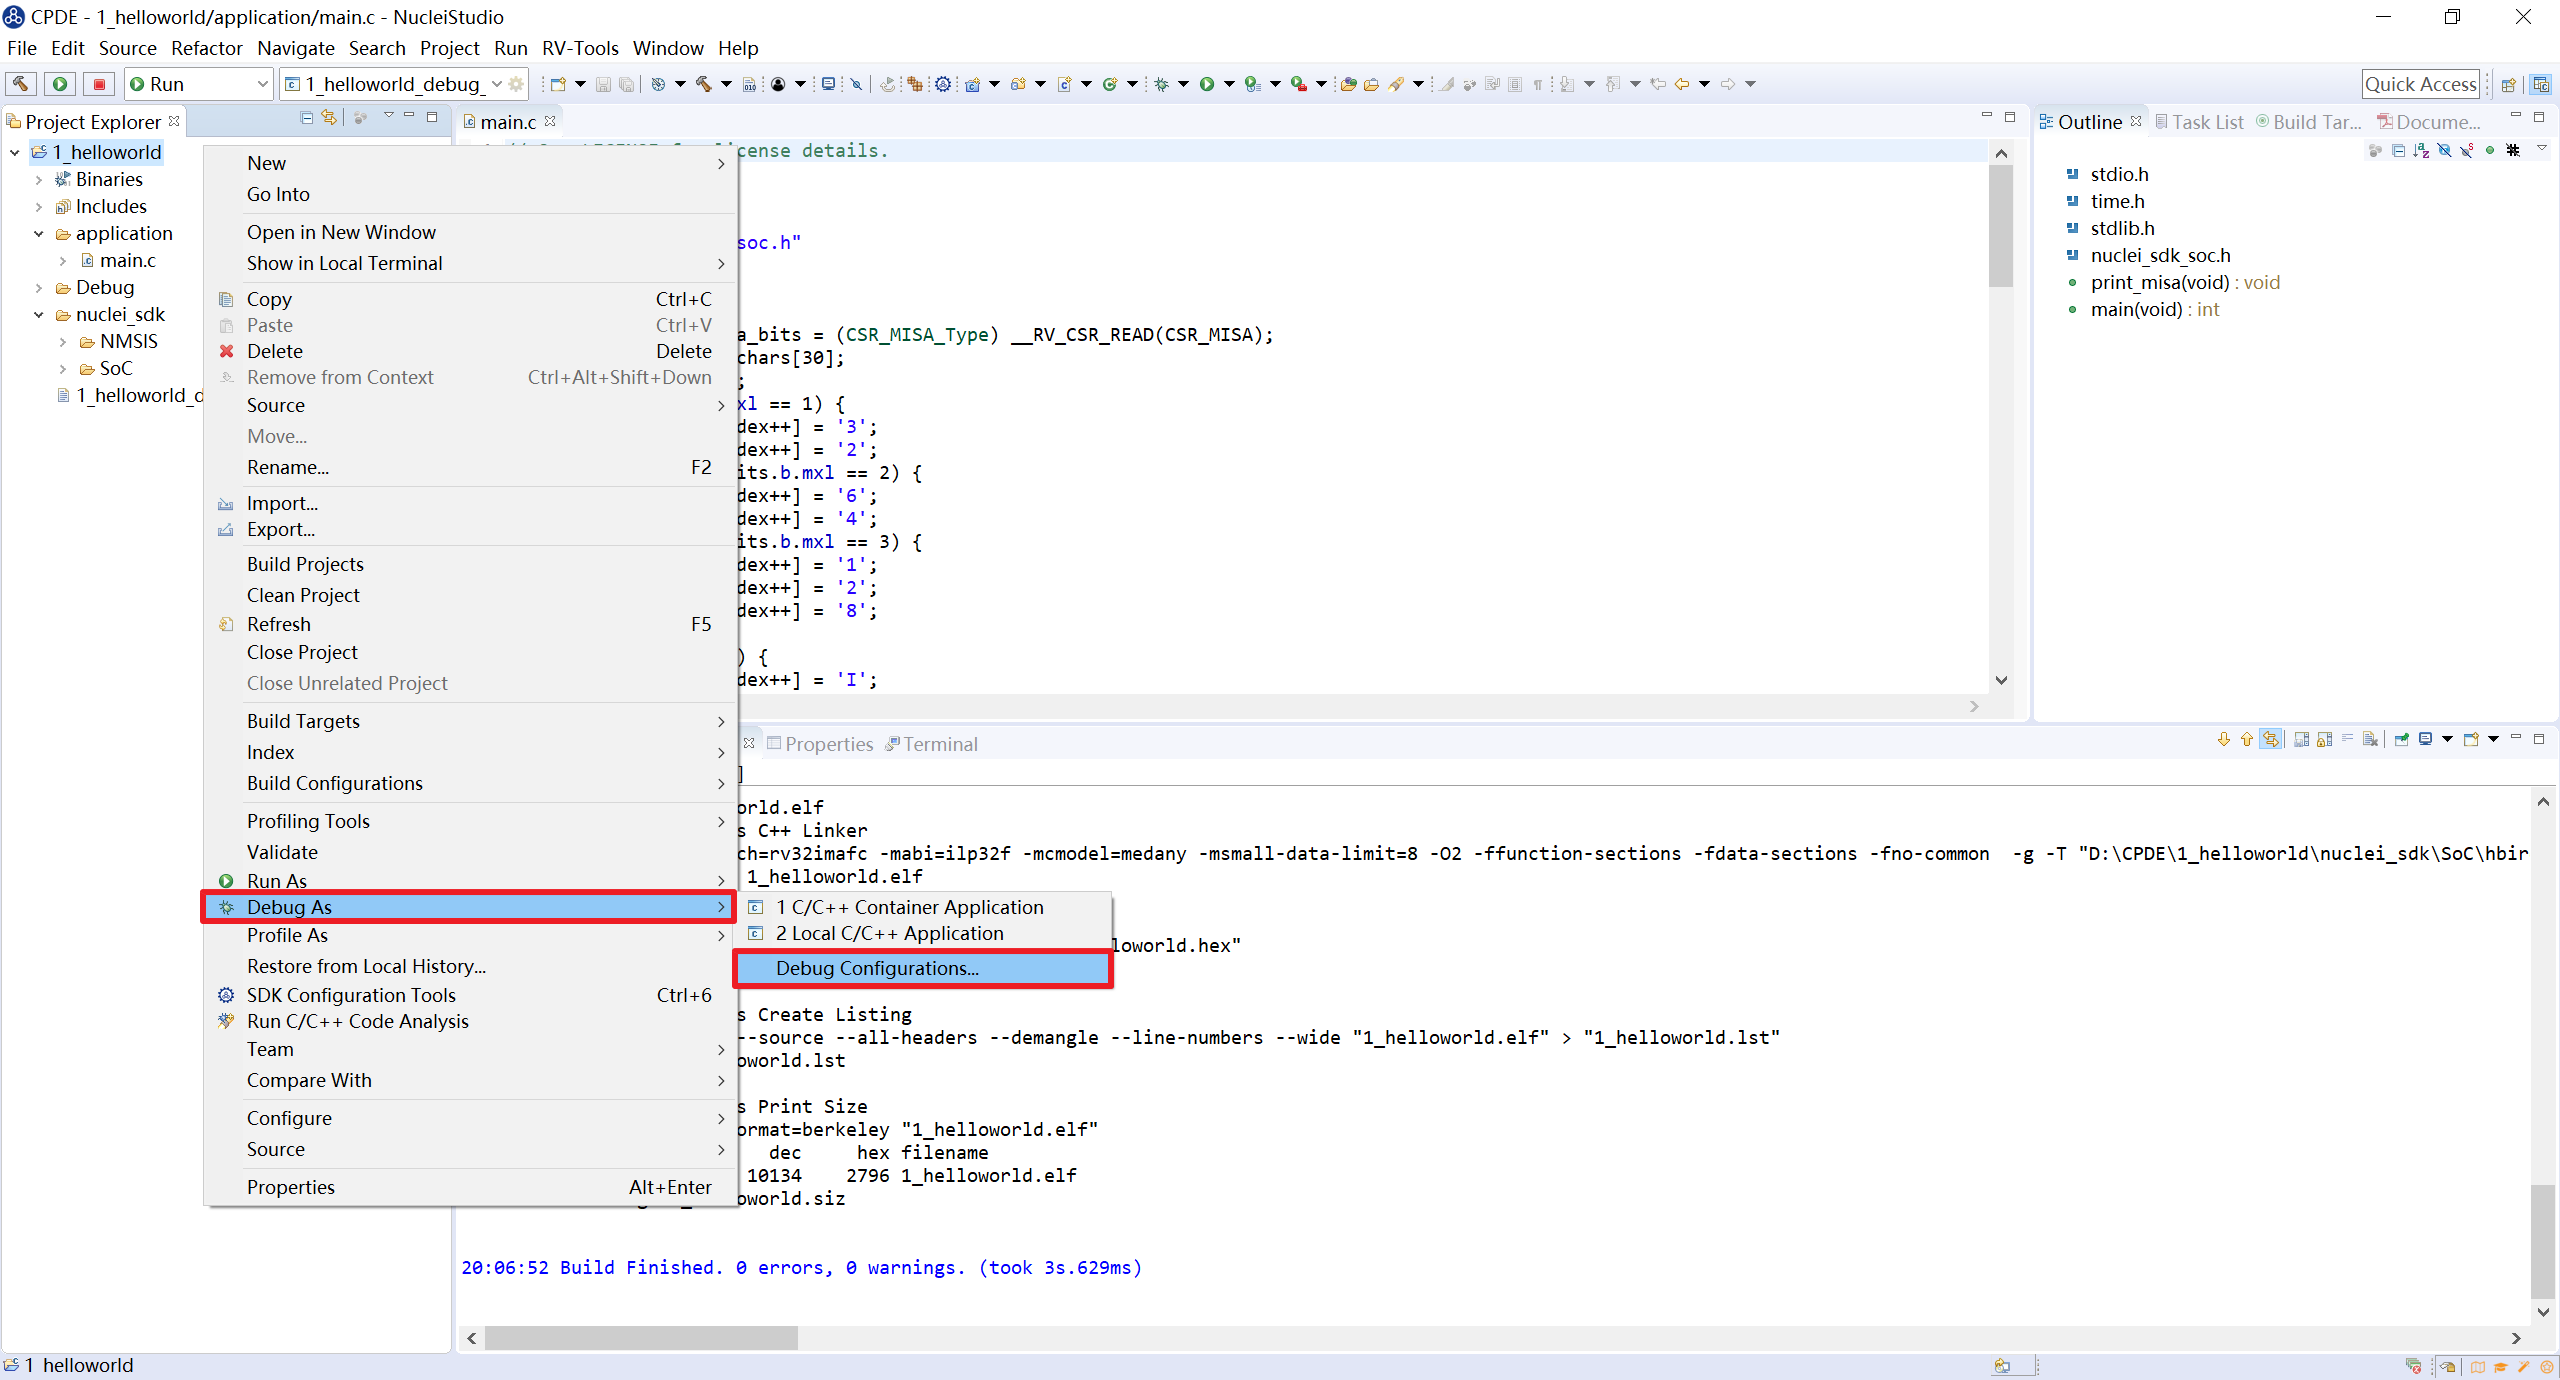 CPDE - 1_helloworld/application/main.c - NucleiStudio
File Edit Source Refactor Navigate Search Project Run RV-Tools Window Help
Run
1_helloworld_debug_
Quick Access
Project Explorer
1_helloworld
Binaries
Includes
application
main.c
Debug
nuclei_sdk
NMSIS
SoC
1_helloworld_d
New
Go Into
Open in New Window
Show in Local Terminal
Copy Ctrl+C
Paste Ctrl+V
Delete Delete
Remove from Context Ctrl+Alt+Shift+Down
Source
Move...
Rename... F2
Import...
Export...
Build Projects
Clean Project
Refresh F5
Close Project
Close Unrelated Project
Build Targets
Index
Build Configurations
Profiling Tools
Validate
Run As
Debug As
Profile As
Restore from Local History...
SDK Configuration Tools Ctrl+6
Run C/C++ Code Analysis
Team
Compare With
Configure
Source
Properties Alt+Enter
1 C/C++ Container Application
2 Local C/C++ Application
Debug Configurations...
main.c
cense details.
soc.h"
a_bits = (CSR_MISA_Type) __RV_CSR_READ(CSR_MISA);
chars[30];
;
xl == 1) {
dex++] = '3';
dex++] = '2';
its.b.mxl == 2) {
dex++] = '6';
dex++] = '4';
its.b.mxl == 3) {
dex++] = '1';
dex++] = '2';
dex++] = '8';
) {
dex++] = 'I';
Outline Task List Build Tar... Docume...
stdio.h
time.h
stdlib.h
nuclei_sdk_soc.h
print_misa(void) : void
main(void) : int
Properties Terminal
]
orld.elf
s C++ Linker
ch=rv32imafc -mabi=ilp32f -mcmodel=medany -msmall-data-limit=8 -O2 -ffunction-sections -fdata-sections -fno-common -g -T "D:\CPDE\1_helloworld\nuclei_sdk\SoC\hbir
1_helloworld.elf
loworld.hex"
s Create Listing
--source --all-headers --demangle --line-numbers --wide "1_helloworld.elf" > "1_helloworld.lst"
oworld.lst
s Print Size
ormat=berkeley "1_helloworld.elf"
dec hex filename
10134 2796 1_helloworld.elf
oworld.siz
20:06:52 Build Finished. 0 errors, 0 warnings. (took 3s.629ms)
1 helloworld